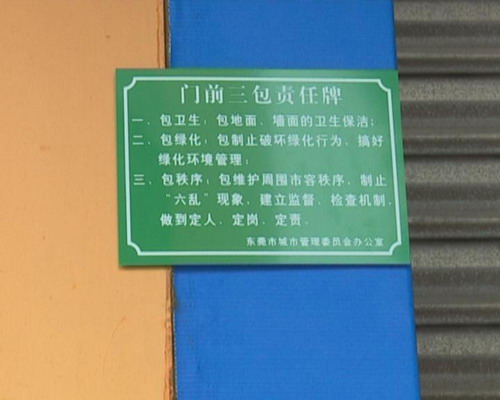 门前三包责任牌
一、包卫生：包地面、墙面的卫生保洁；
二、包绿化：包制止破坏绿化行为、搞好
绿化环境管理；
三、包秩序：包维护周围市容秩序、制止
“六乱”现象，建立监督、检查机制，
做到定人、定岗、定责．
东莞市城市管理委员会办公室